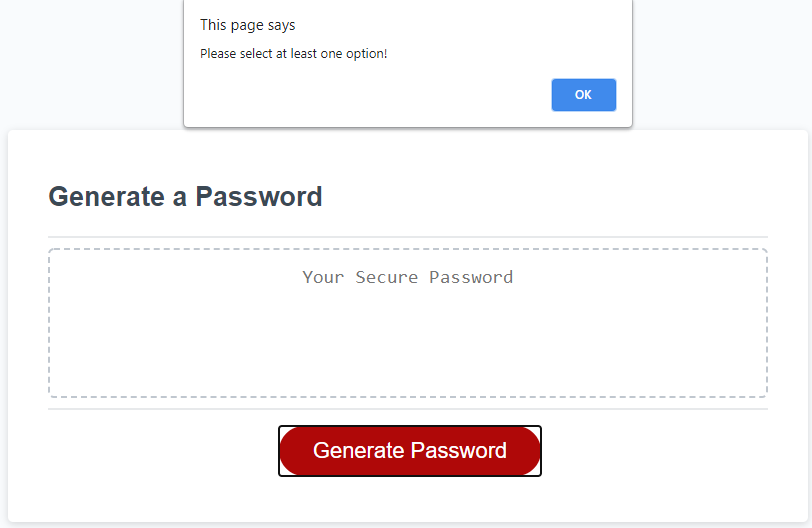 This page says
Please select at least one option!
OK
Generate a Password
Your Secure Password
Generate Password